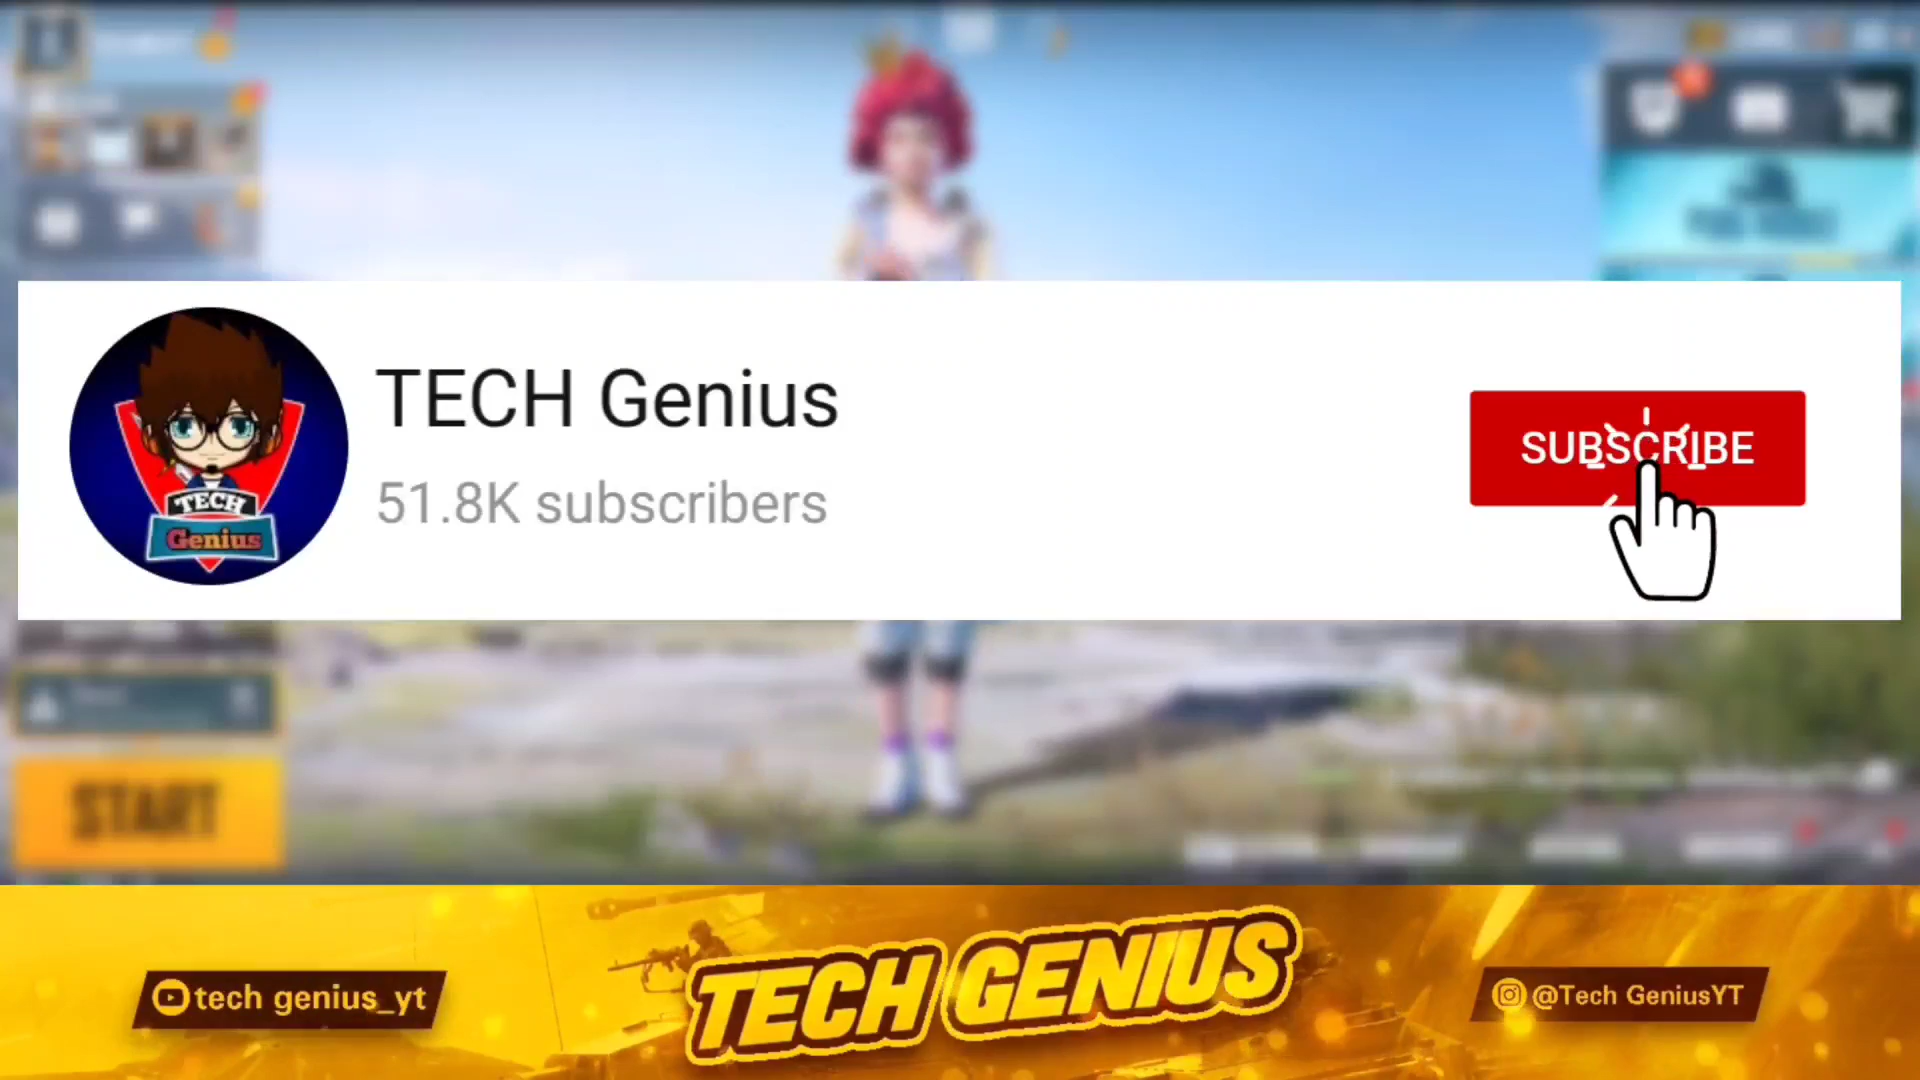 TECH Genius
51.8K subscribers
SUBSCRIBE
TECH
Genius
START
tech genius_yt
TECH GENIUS
@Tech GeniusYT